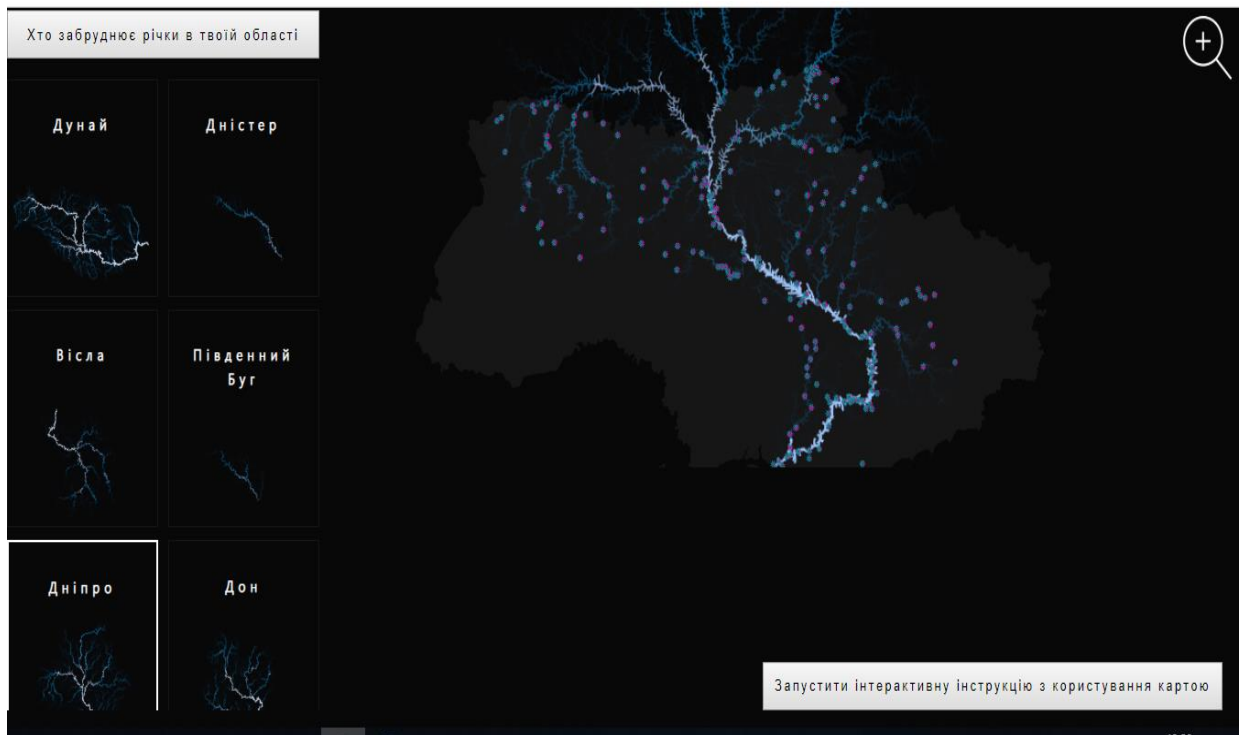 Хто забруднює річки в твоїй області
Дунай
Дністер
Вісла
Південний
Буг
Дніпро
Дон
Запустити інтерактивну інструкцію з користування картою